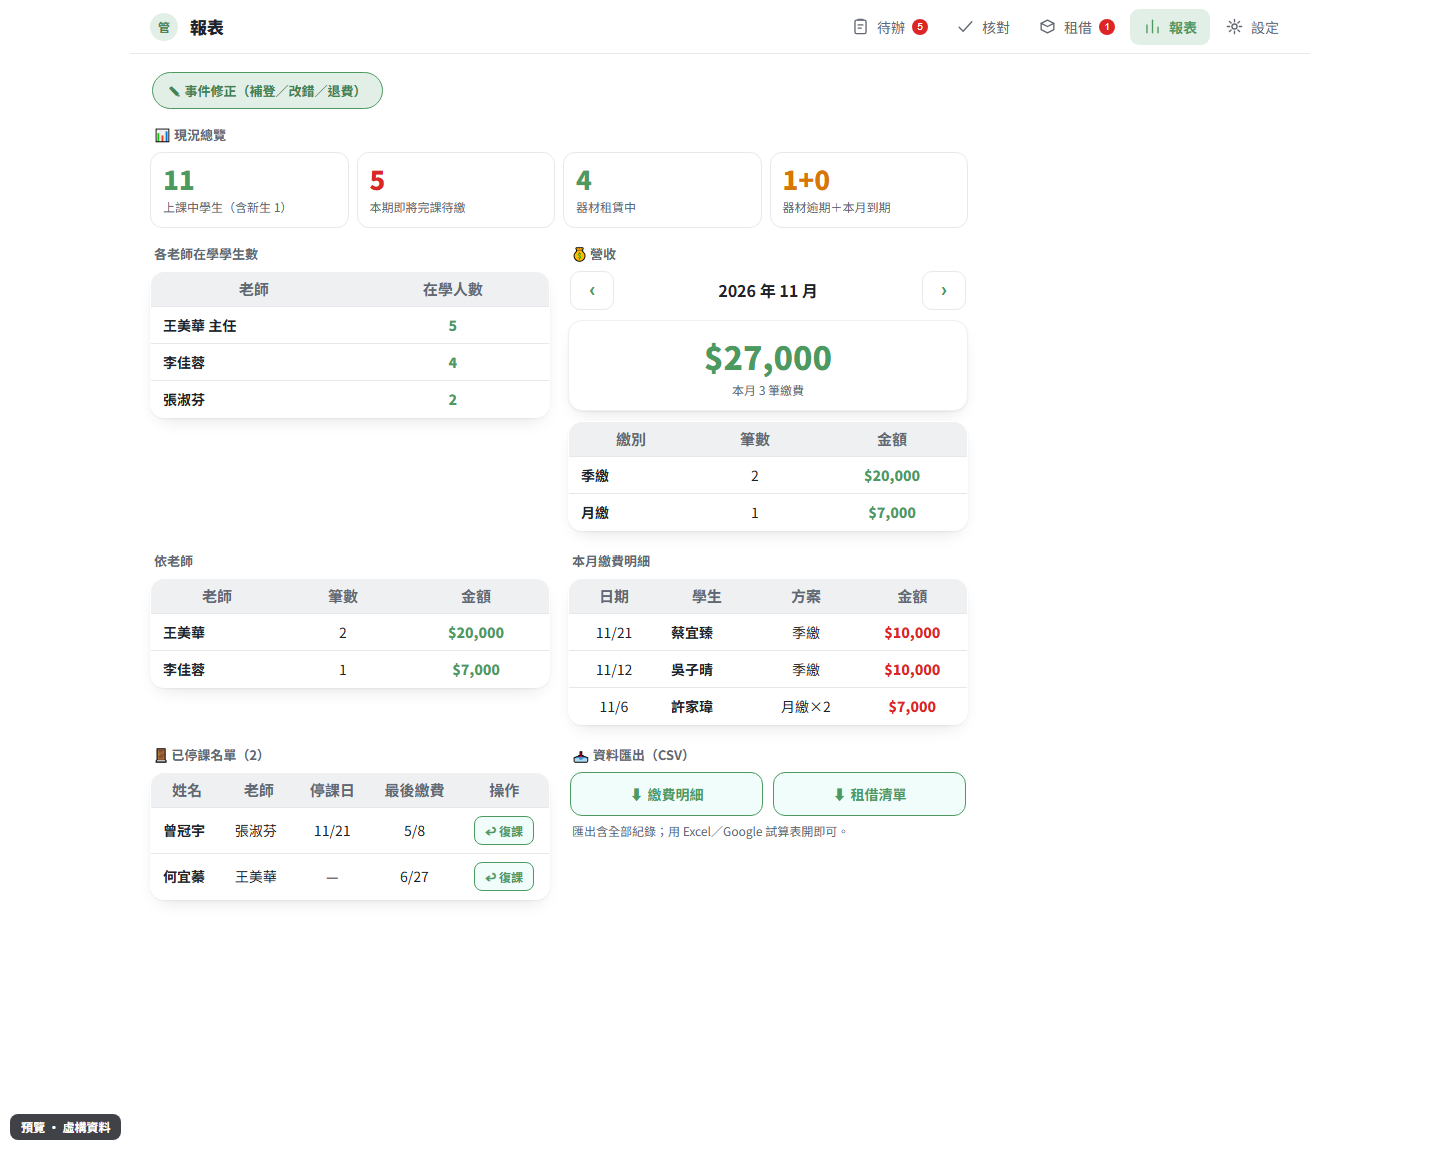 管 報表 待辦 5 核對 租借 1 報表 設定
事件修正（補登／改錯／退費）
現況總覽
11 5 4 1+0
上課中學生（含新生 1） 本期即將完課待繳 器材租賃中 器材逾期＋本月到期
各老師在學學生數
老師 在學人數
王美華 主任 5
李佳蓉 4
張淑芬 2
營收
‹ 2026 年 11 月 ›
$27,000
本月 3 筆繳費
繳別 筆數 金額
季繳 2 $20,000
月繳 1 $7,000
依老師
老師 筆數 金額
王美華 2 $20,000
李佳蓉 1 $7,000
本月繳費明細
日期 學生 方案 金額
11/21 蔡宜臻 季繳 $10,000
11/12 吳子晴 季繳 $10,000
11/6 許家瑋 月繳×2 $7,000
已停課名單（2）
姓名 老師 停課日 最後繳費 操作
曾冠宇 張淑芬 11/21 5/8 復課
何宜蓁 王美華 — 6/27 復課
資料匯出（CSV）
⬇ 繳費明細 ⬇ 租借清單
匯出含全部紀錄；用 Excel／Google 試算表開即可。
預覽 · 虛構資料